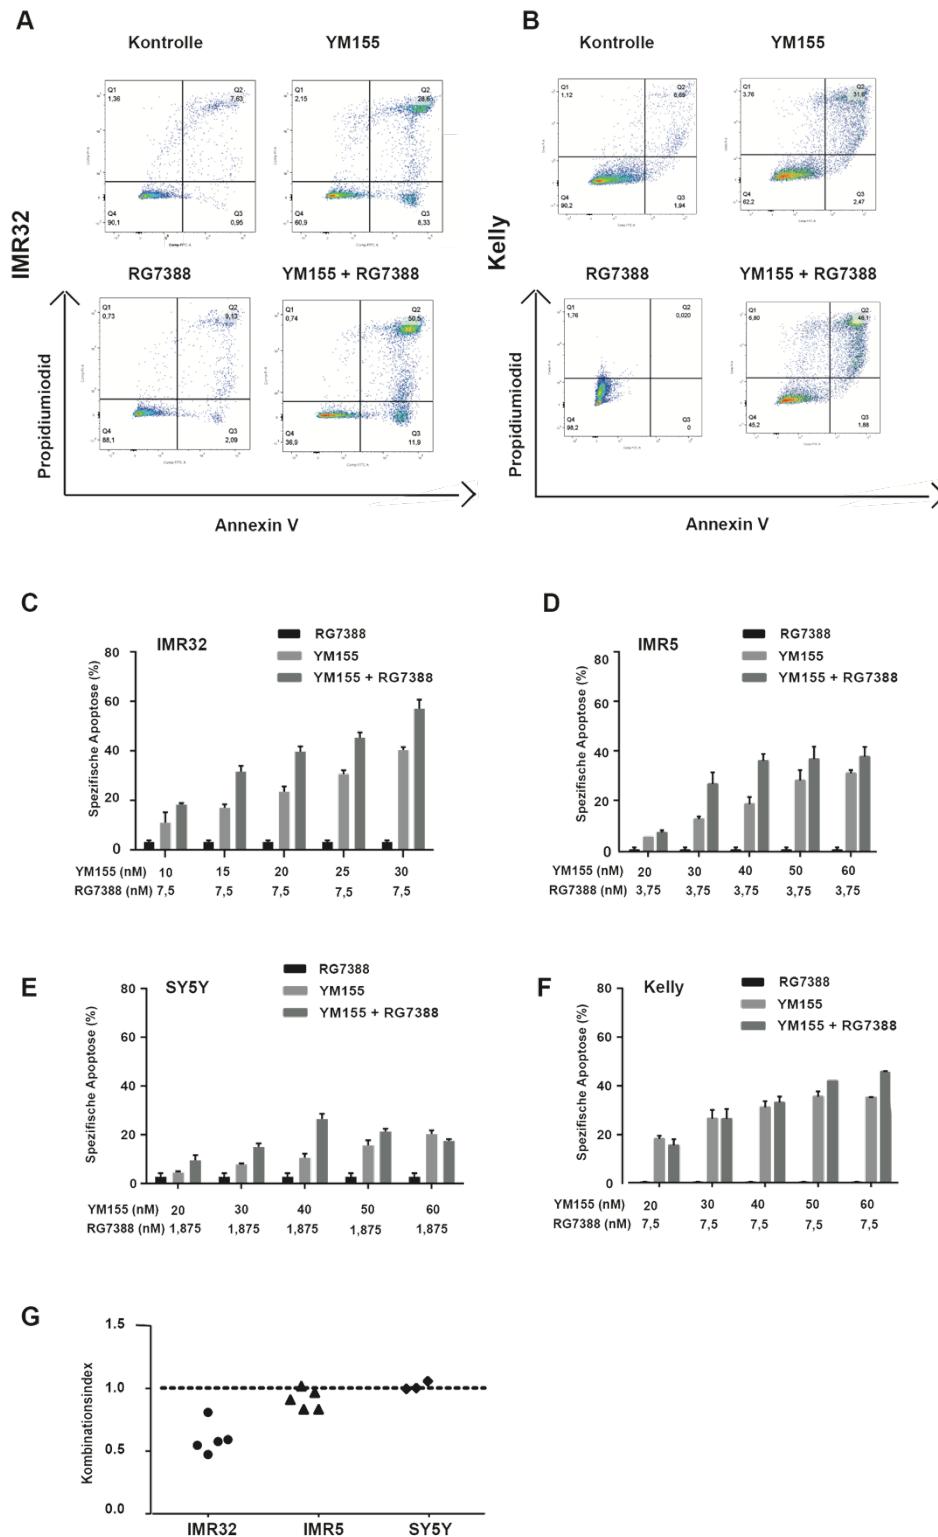 A
B
Kontrolle
YM155
Kontrolle
YM155
Q1
1,36
Q2
7,63
Q4
90,1
Q3
0,95
Q1
2,15
Q2
28,6
Q4
60,9
Q3
8,33
Q1
1,12
Q2
6,65
Q4
90,2
Q3
1,94
Q1
3,76
Q2
31,6
Q4
62,2
Q3
2,47
IMR32
Kelly
RG7388
YM155 + RG7388
RG7388
YM155 + RG7388
Q1
0,73
Q2
9,13
Q4
88,1
Q3
2,09
Q1
0,74
Q2
50,5
Q4
36,9
Q3
11,9
Q1
1,76
Q2
0,020
Q4
98,2
Q3
0
Q1
6,80
Q2
46,1
Q4
45,2
Q3
1,88
Propidiumiodid
Annexin V
Propidiumiodid
Annexin V
C
IMR32
RG7388
YM155
YM155 + RG7388
Spezifische Apoptose (%)
80
60
40
20
0
YM155 (nM) 10 15 20 25 30
RG7388 (nM) 7,5 7,5 7,5 7,5 7,5
D
IMR5
RG7388
YM155
YM155 + RG7388
Spezifische Apoptose (%)
80
60
40
20
0
YM155 (nM) 20 30 40 50 60
RG7388 (nM) 3,75 3,75 3,75 3,75 3,75
E
SY5Y
RG7388
YM155
YM155 + RG7388
Spezifische Apoptose (%)
80
60
40
20
0
YM155 (nM) 20 30 40 50 60
RG7388 (nM) 1,875 1,875 1,875 1,875 1,875
F
Kelly
RG7388
YM155
YM155 + RG7388
Spezifische Apoptose (%)
80
60
40
20
0
YM155 (nM) 20 30 40 50 60
RG7388 (nM) 7,5 7,5 7,5 7,5 7,5
G
Kombinationsindex
1.5
1.0
0.5
0.0
IMR32 IMR5 SY5Y